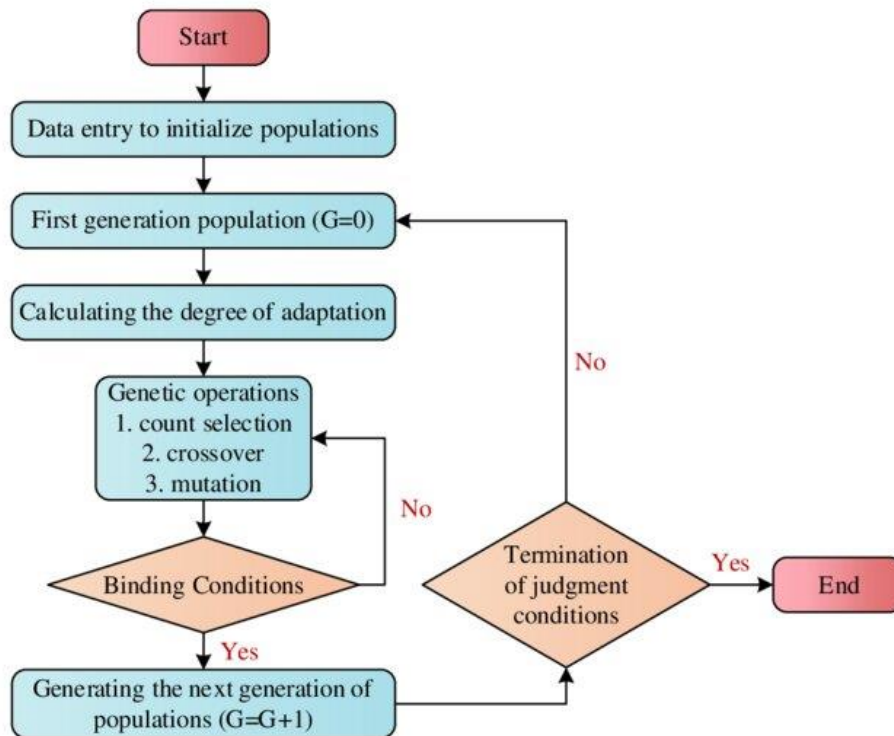 Start
Data entry to initialize populations
First generation population (G=0)
Calculating the degree of adaptation
Genetic operations
1. count selection
2. crossover
3. mutation
No
Binding Conditions
Yes
Generating the next generation of
populations (G=G+1)
No
Termination
of judgment
conditions
Yes
End